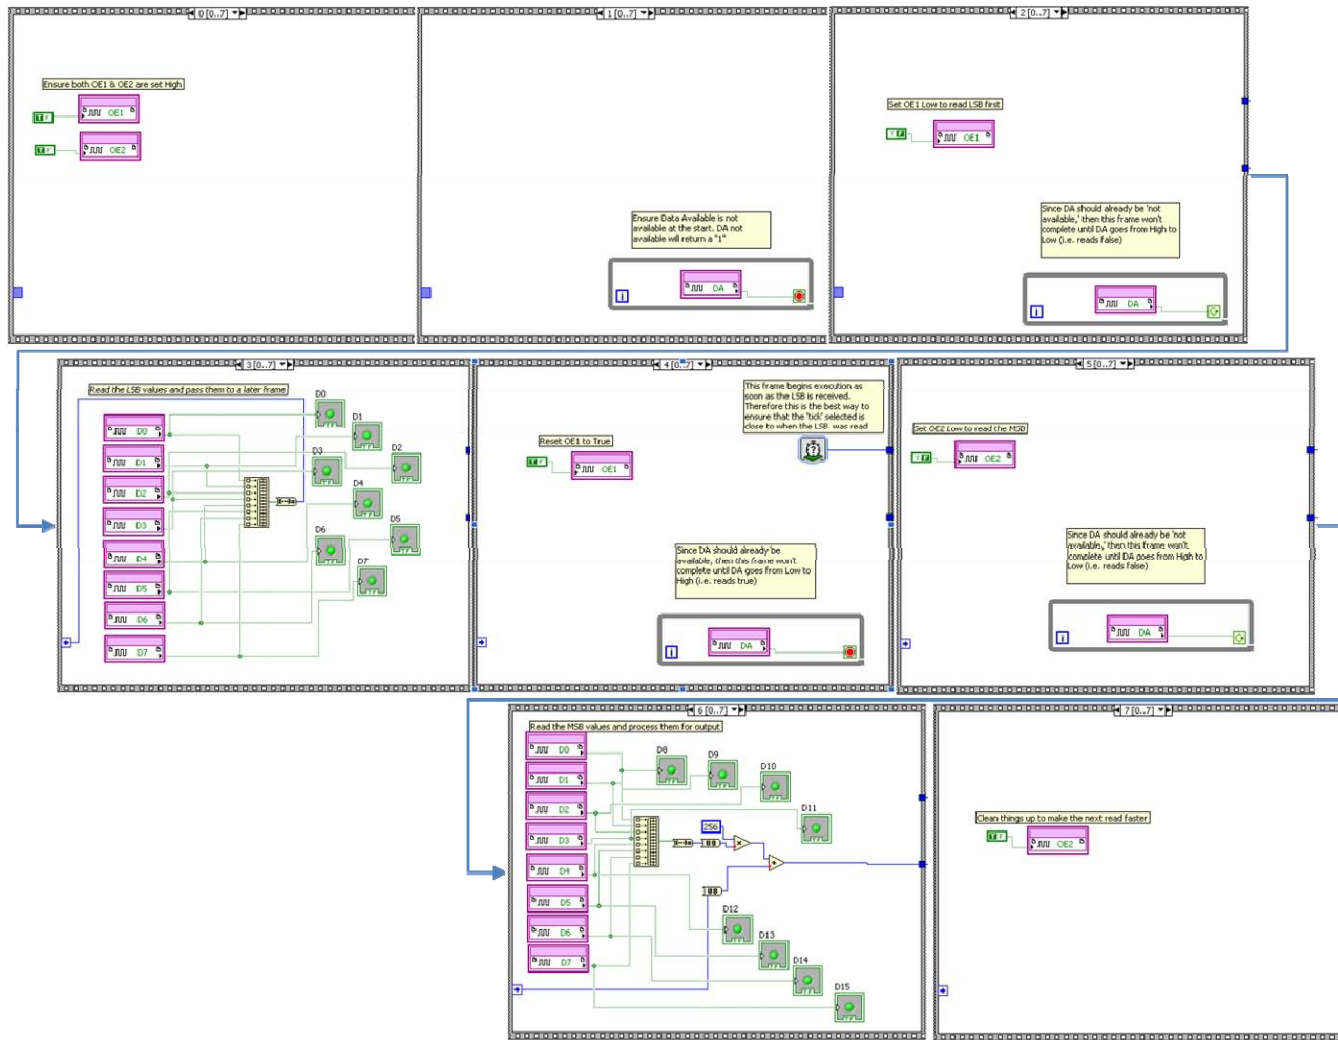 0 [0..7]
Ensure both OE1 & OE2 are set High
OE1
OE2
1 [0..7]
Ensure Data Available is not
available at the start. DA not
available will return a "1"
DA
i
2 [0..7]
Set OE1 Low to read LSB first
OE1
Since DA should already be 'not
available,' then this frame won't
complete until DA goes from High to
Low (i.e. reads false)
DA
i
3 [0..7]
Read the LSB values and pass them to a later frame
D0
D1
D2
D3
D4
D5
D6
D7
D0
D1
D2
D3
D4
D5
D6
D7
4 [0..7]
This frame begins execution as
soon as the LSB is received.
Therefore this is the best way to
ensure that the 'tick' selected is
close to when the LSB was read
Reset OE1 to True
OE1
Since DA should already be
available, then this frame won't
complete until DA goes from Low to
High (i.e. reads true)
DA
i
5 [0..7]
Set OE2 Low to read the MSB
OE2
Since DA should already be 'not
available,' then this frame won't
complete until DA goes from High to
Low (i.e. reads false)
DA
i
6 [0..7]
Read the MSB values and process them for output
D0
D1
D2
D3
D4
D5
D6
D7
D8
D9
D10
D11
256
U8
U8
D12
D13
D14
D15
7 [0..7]
Clean things up to make the next read faster
OE2